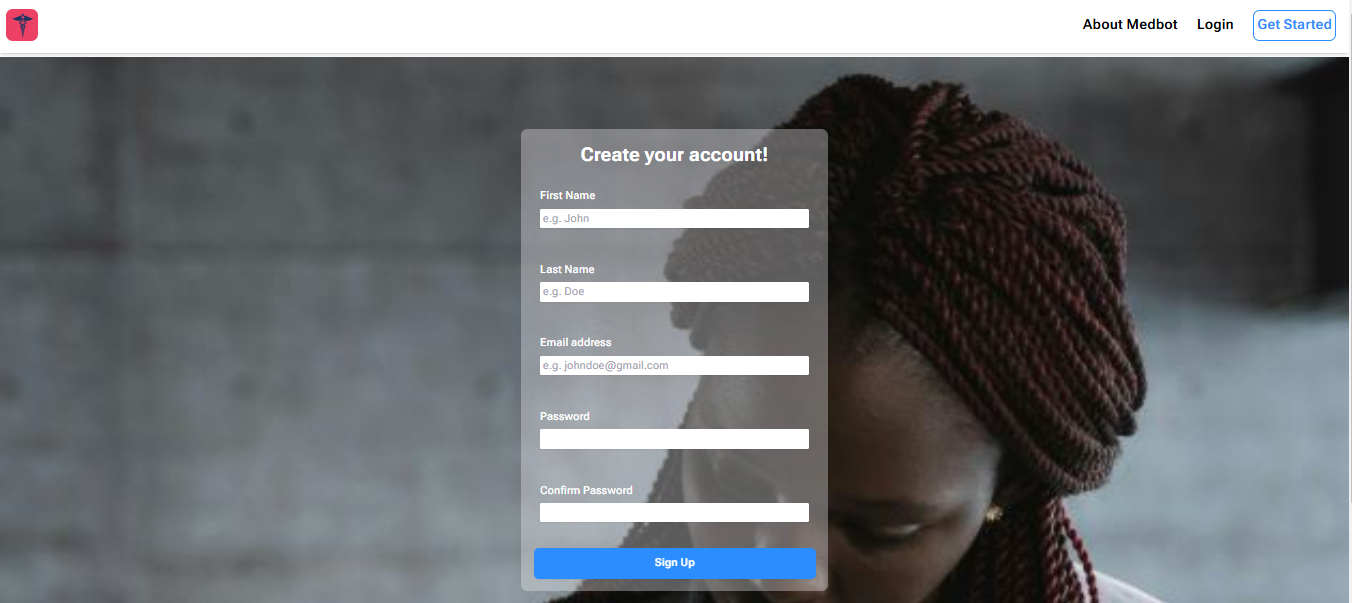 About Medbot Login Get Started
Create your account!
First Name
e.g. John
Last Name
e.g. Doe
Email address
e.g. johndoe@gmail.com
Password
Confirm Password
Sign Up